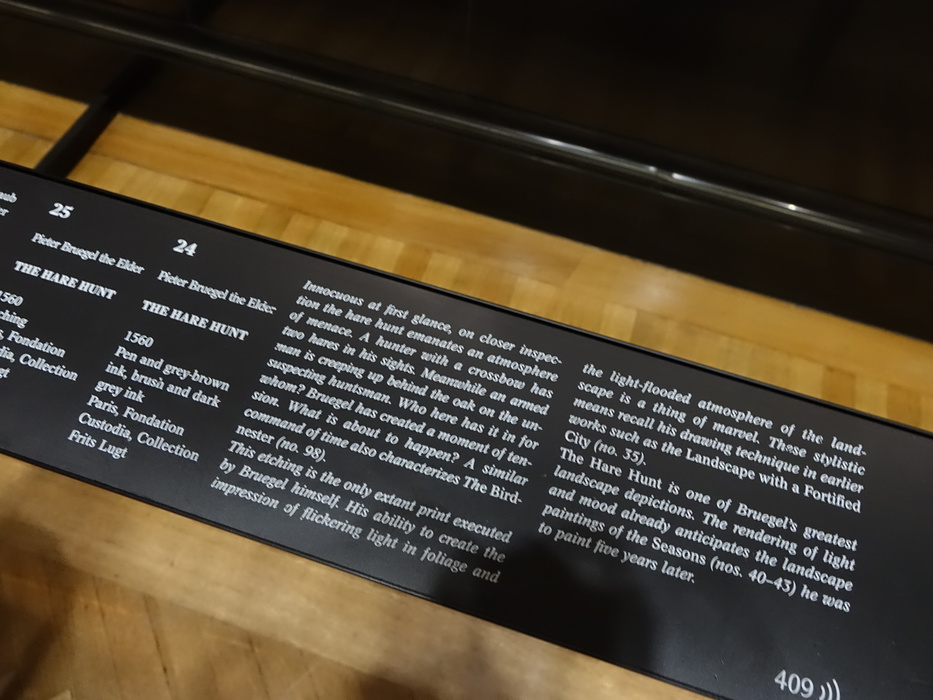 aub
er
25
Pieter Bruegel the Elder
THE HARE HUNT
1560
ching
, Fondation
dia, Collection
gt
24
Pieter Bruegel the Elder
THE HARE HUNT
1560
Pen and grey-brown
ink, brush and dark
grey ink
Paris, Fondation
Custodia, Collection
Frits Lugt
Innocuous at first glance, on closer inspec-
tion the hare hunt emanates an atmosphere
of menace. A hunter with a crossbow has
two hares in his sights. Meanwhile an armed
man is creeping up behind the oak on the un-
suspecting huntsman. Who here has it in for
whom? Bruegel has created a moment of ten-
sion. What is about to happen? A similar
command of time also characterizes The Bird-
nester (no. 98).
This etching is the only extant print executed
by Bruegel himself. His ability to create the
impression of flickering light in foliage and
the light-flooded atmosphere of the land-
scape is a thing of marvel. These stylistic
means recall his drawing technique in earlier
works such as the Landscape with a Fortified
City (no. 35).
The Hare Hunt is one of Bruegel's greatest
landscape depictions. The rendering of light
and mood already anticipates the landscape
paintings of the Seasons (nos. 40–43) he was
to paint five years later.
409